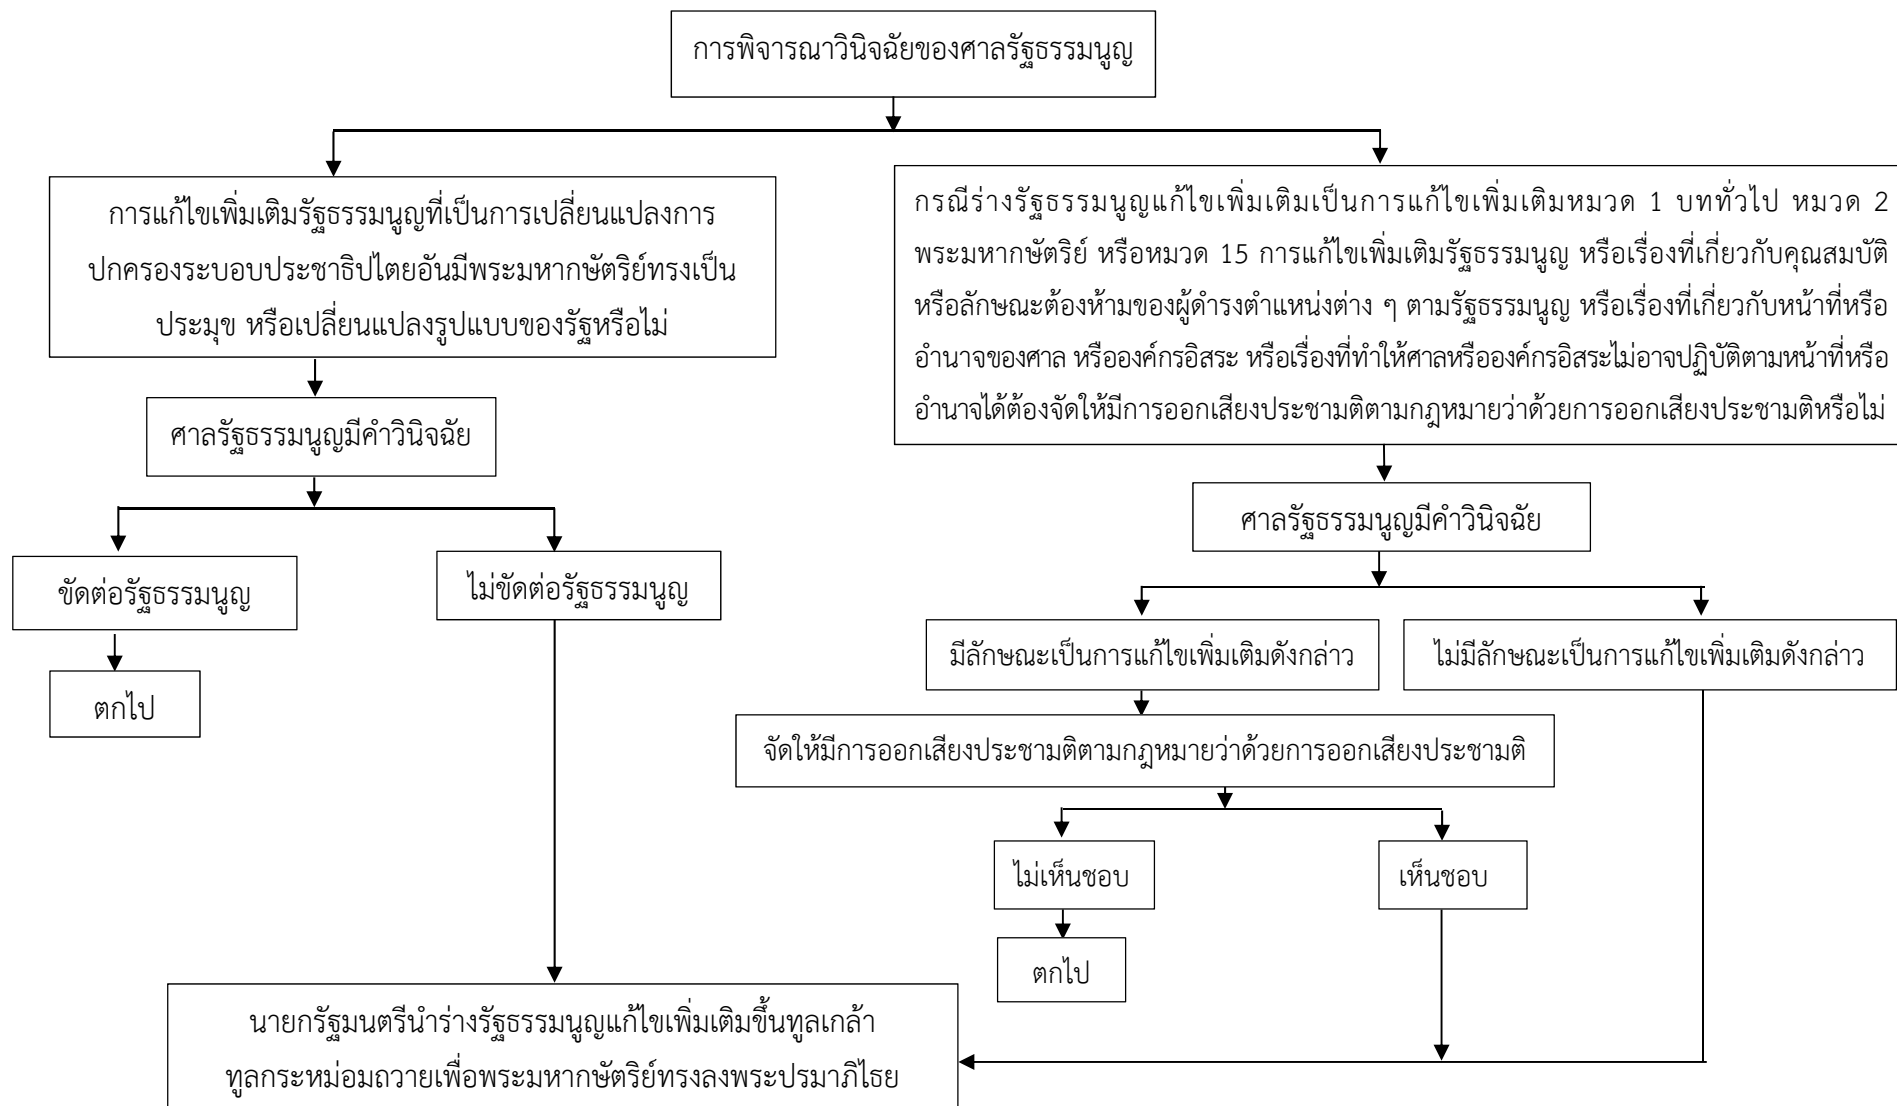 การพิจารณาวินิจฉัยของศาลรัฐธรรมนูญ
การแก้ไขเพิ่มเติมรัฐธรรมนูญที่เป็นการเปลี่ยนแปลงการ
ปกครองระบอบประชาธิปไตยอันมีพระมหากษัตริย์ทรงเป็น
ประมุข หรือเปลี่ยนแปลงรูปแบบของรัฐหรือไม่
ศาลรัฐธรรมนูญมีคำวินิจฉัย
ขัดต่อรัฐธรรมนูญ
ไม่ขัดต่อรัฐธรรมนูญ
ตกไป
กรณีร่างรัฐธรรมนูญแก้ไขเพิ่มเติมเป็นการแก้ไขเพิ่มเติมหมวด 1 บททั่วไป หมวด 2
พระมหากษัตริย์ หรือหมวด 15 การแก้ไขเพิ่มเติมรัฐธรรมนูญ หรือเรื่องที่เกี่ยวกับคุณสมบัติ
หรือลักษณะต้องห้ามของผู้ดำรงตำแหน่งต่าง ๆ ตามรัฐธรรมนูญ หรือเรื่องที่เกี่ยวกับหน้าที่หรือ
อำนาจของศาล หรือองค์กรอิสระ หรือเรื่องที่ทำให้ศาลหรือองค์กรอิสระไม่อาจปฏิบัติตามหน้าที่หรือ
อำนาจได้ต้องจัดให้มีการออกเสียงประชามติตามกฎหมายว่าด้วยการออกเสียงประชามติหรือไม่
ศาลรัฐธรรมนูญมีคำวินิจฉัย
มีลักษณะเป็นการแก้ไขเพิ่มเติมดังกล่าว
ไม่มีลักษณะเป็นการแก้ไขเพิ่มเติมดังกล่าว
จัดให้มีการออกเสียงประชามติตามกฎหมายว่าด้วยการออกเสียงประชามติ
ไม่เห็นชอบ
เห็นชอบ
ตกไป
นายกรัฐมนตรีนำร่างรัฐธรรมนูญแก้ไขเพิ่มเติมขึ้นทูลเกล้า
ทูลกระหม่อมถวายเพื่อพระมหากษัตริย์ทรงลงพระปรมาภิไธย